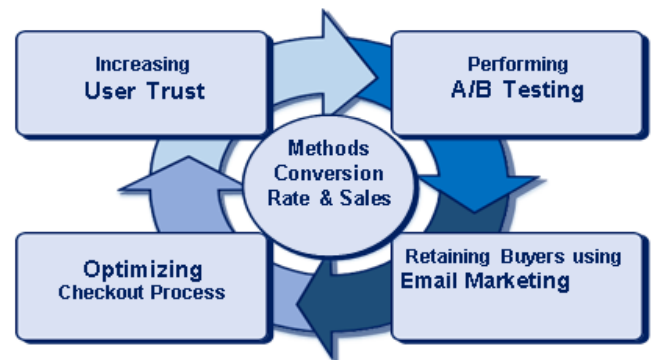 Increasing
User Trust
Performing
A/B Testing
Methods
Conversion
Rate & Sales
Optimizing
Checkout Process
Retaining Buyers using
Email Marketing